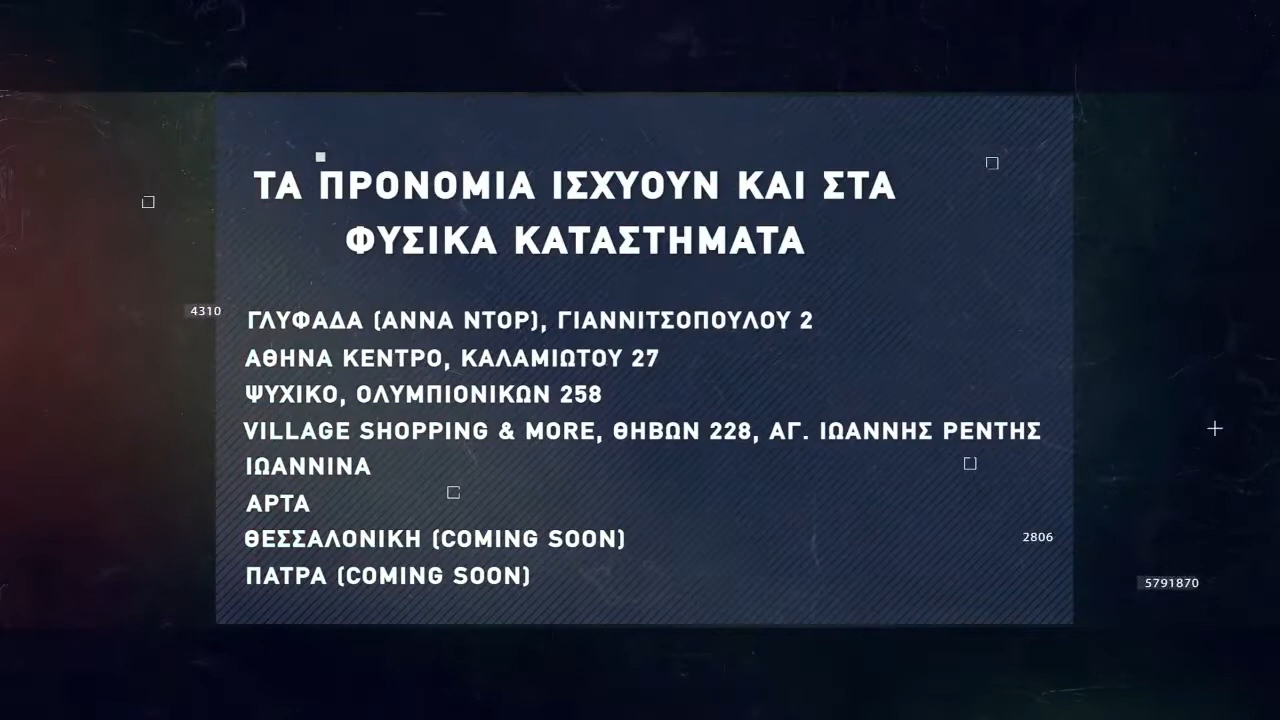 ΤΑ ΠΡΟΝΟΜΙΑ ΙΣΧΥΟΥΝ ΚΑΙ ΣΤΑ
ΦΥΣΙΚΑ ΚΑΤΑΣΤΗΜΑΤΑ
4310
ΓΛΥΦΑΔΑ (ΑΝΝΑ ΝΤΟΡ), ΓΙΑΝΝΙΤΣΟΠΟΥΛΟΥ 2
ΑΘΗΝΑ ΚΕΝΤΡΟ, ΚΑΛΑΜΙΩΤΟΥ 27
ΨΥΧΙΚΟ, ΟΛΥΜΠΙΟΝΙΚΩΝ 258
VILLAGE SHOPPING & MORE, ΘΗΒΩΝ 228, ΑΓ. ΙΩΑΝΝΗΣ ΡΕΝΤΗΣ
ΙΩΑΝΝΙΝΑ
ΑΡΤΑ
ΘΕΣΣΑΛΟΝΙΚΗ (COMING SOON)
2806
ΠΑΤΡΑ (COMING SOON)
5791870